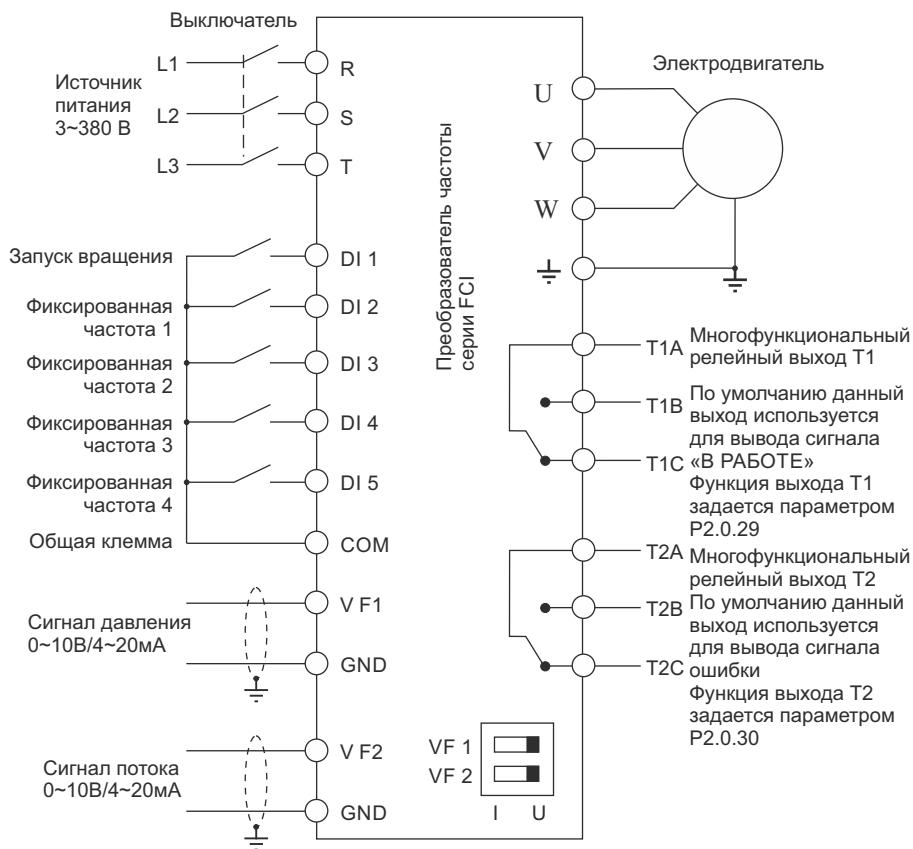 Выключатель
L1
R
Источник
питания
3~380 В
L2
S
L3
T
Электродвигатель
U
V
W
Преобразователь частоты
серии FCI
Запуск вращения
DI 1
Фиксированная
частота 1
DI 2
Фиксированная
частота 2
DI 3
Фиксированная
частота 3
DI 4
Фиксированная
частота 4
DI 5
Общая клемма
COM
Сигнал давления
0~10В/4~20мА
V F1
GND
Сигнал потока
0~10В/4~20мА
V F2
GND
T1A
Многофункциональный
релейный выход T1
T1B
По умолчанию данный
выход используется
для вывода сигнала
T1C
«В РАБОТЕ»
Функция выхода T1
задается параметром
P2.0.29
T2A
Многофункциональный
релейный выход T2
T2B
По умолчанию данный
выход используется
для вывода сигнала
T2C
ошибки
Функция выхода T2
задается параметром
P2.0.30
VF 1
VF 2
I U